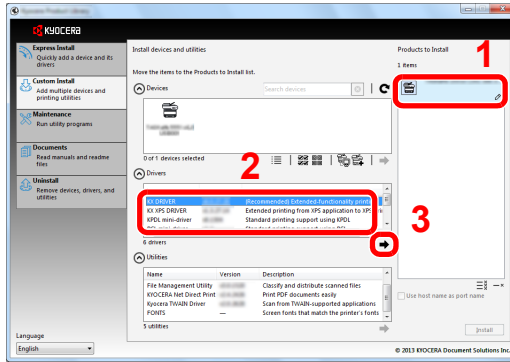 KYOCERA
Express Install
Quickly add a device and its
drivers
Custom Install
Add multiple devices and
printing utilities
Maintenance
Run utility programs
Documents
Read manuals and readme
files
Uninstall
Remove devices, drivers, and
utilities
Language
English
Install devices and utilities
Move the items to the Products to Install list.
Devices
Search devices
0 of 1 devices selected
2
Drivers
KX DRIVER (Recommended) Extended-functionality printi
KX XPS DRIVER Extended printing from XPS application to XPS
KPDL mini-driver Standard printing support using KPDL
6 drivers
3
Utilities
Name Version Description
File Management Utility Classify and distribute scanned files
KYOCERA Net Direct Print Print PDF documents easily
Kyocera TWAIN Driver Scan from TWAIN-supported applications
FONTS — Screen fonts that match the printer's fonts
5 utilities
Products to Install
1
1 items
Use host name as port name
Install
© 2013 KYOCERA Document Solutions Inc.